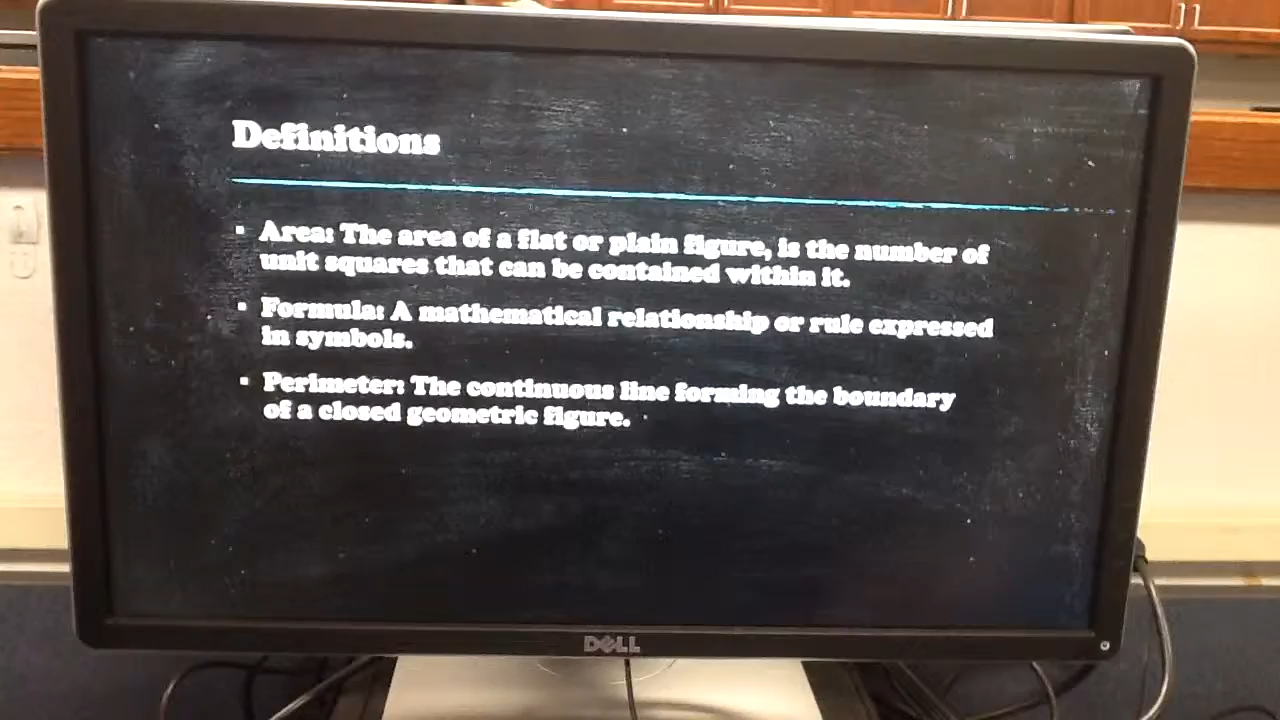 Definitions
▪ Area: The area of a flat or plain figure, is the number of
unit squares that can be contained within it.
▪ Formula: A mathematical relationship or rule expressed
in symbols.
▪ Perimeter: The continuous line forming the boundary
of a closed geometric figure.
DELL